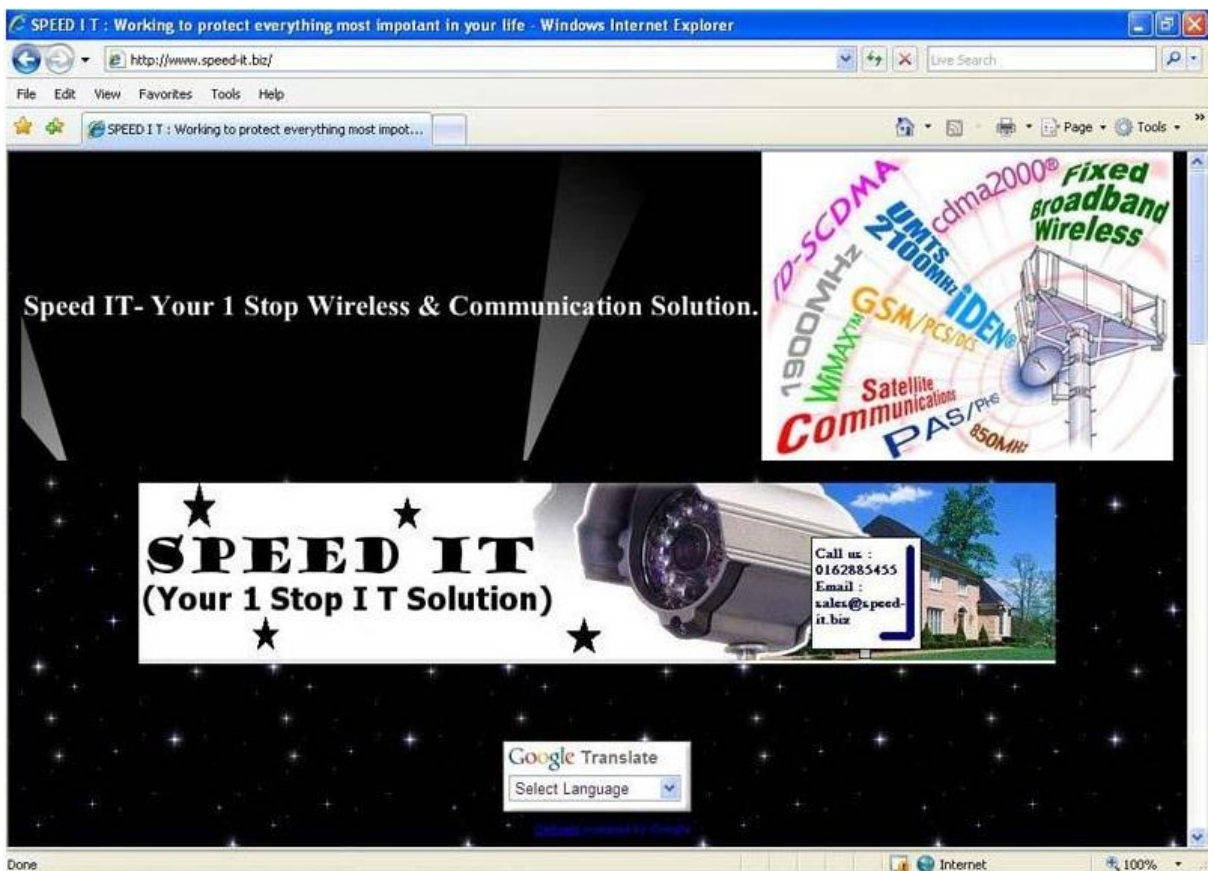 SPEED I T : Working to protect everything most impotant in your life - Windows Internet Explorer
http://www.speed-it.biz/
Live Search
File Edit View Favorites Tools Help
SPEED I T : Working to protect everything most impot...
Page Tools
Speed IT- Your 1 Stop Wireless & Communication Solution.
TD-SCDMA
UMTS
2100MHz
cdma2000®
Fixed
Broadband
Wireless
1900MHz
WiMAX™
GSM/PCS/DCS
iDEN®
Satellite
Communications
PAS/PHS
850MHz
SPEED IT
(Your 1 Stop I T Solution)
Call us :
0162885455
Email :
sales@speed-
it.biz
Google Translate
Select Language
powered by Google
Done
Internet
100%